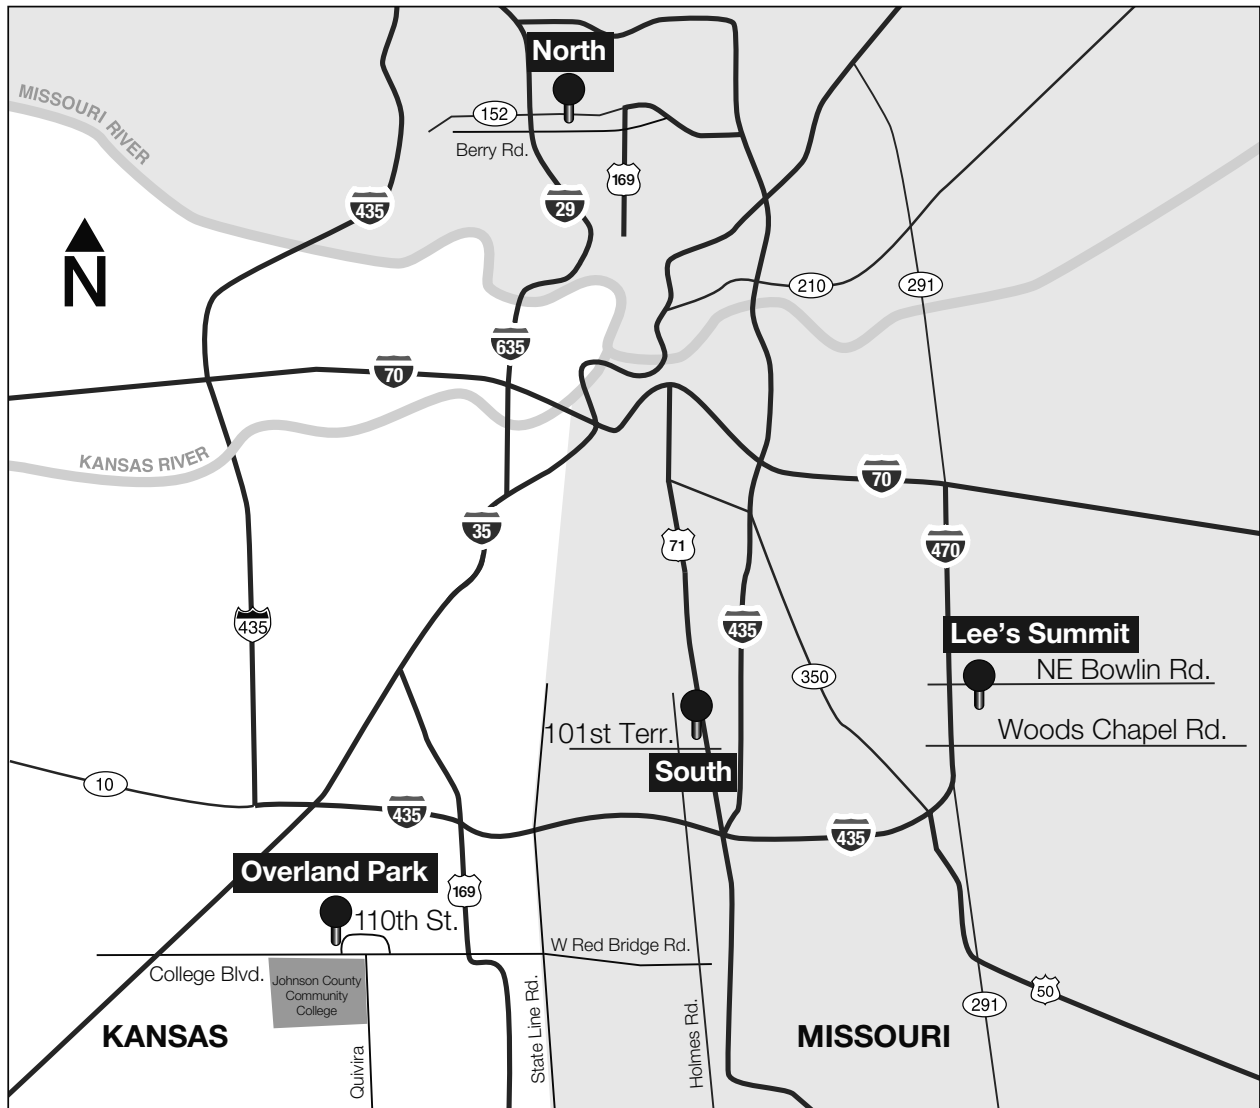 North
MISSOURI RIVER
152
Berry Rd.
169
435
29
N
210
291
635
70
KANSAS RIVER
70
35
71
470
435
435
Lee's Summit
NE Bowlin Rd.
350
101st Terr.
Woods Chapel Rd.
South
10
435
435
Overland Park
169
110th St.
W Red Bridge Rd.
College Blvd.
Johnson County
Community
College
State Line Rd.
Holmes Rd.
50
291
KANSAS
MISSOURI
Quivira